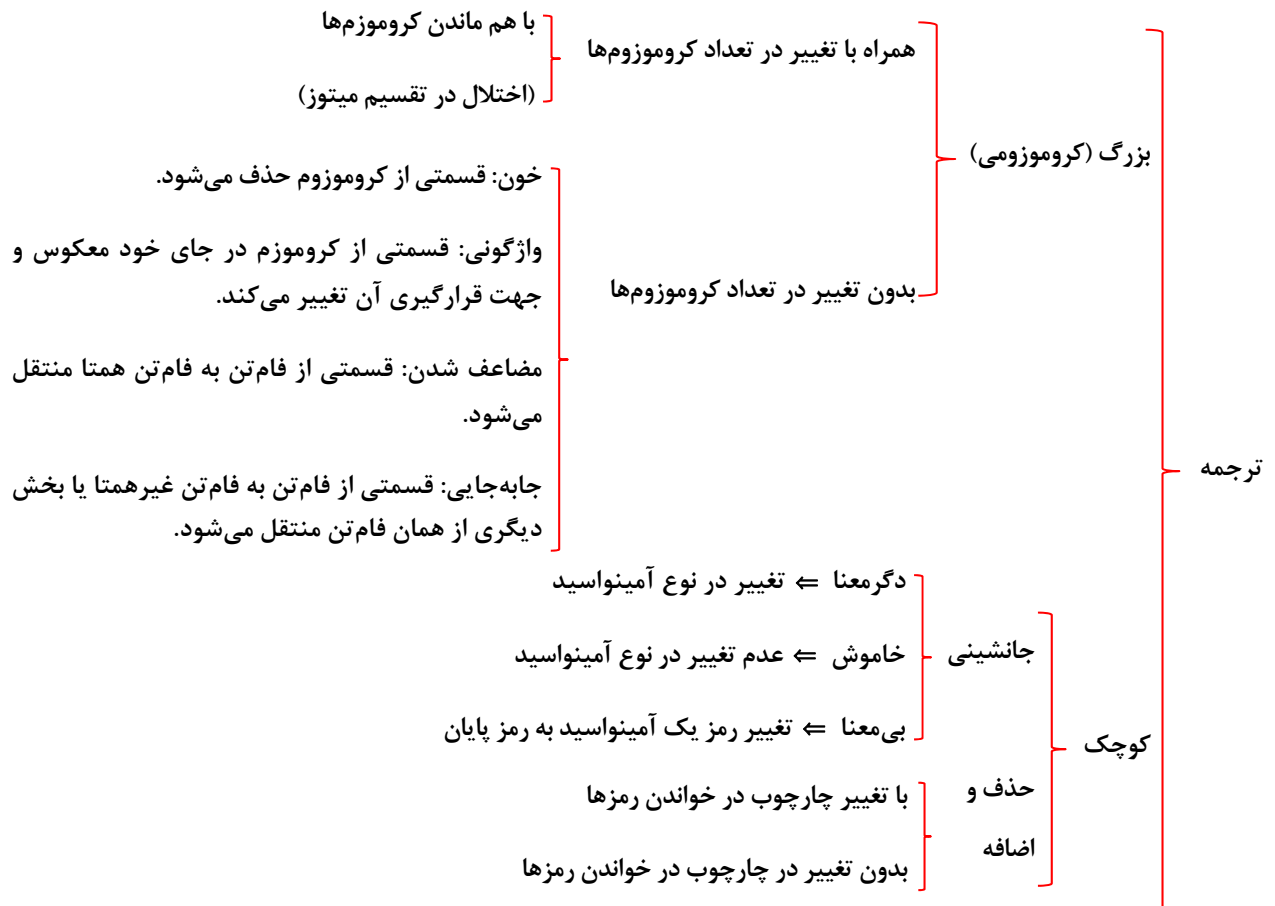 ترجمه
بزرگ (کروموزومی)
همراه با تغییر در تعداد کروموزوم‌ها
با هم ماندن کروموزم‌ها
(اختلال در تقسیم میتوز)
بدون تغییر در تعداد کروموزوم‌ها
خون: قسمتی از کروموزوم حذف می‌شود.
واژگونی: قسمتی از کروموزم در جای خود معکوس و
جهت قرارگیری آن تغییر می‌کند.
مضاعف شدن: قسمتی از فام‌تن به فام‌تن همتا منتقل
می‌شود.
جابه‌جایی: قسمتی از فام‌تن به فام‌تن غیرهمتا یا بخش
دیگری از همان فام‌تن منتقل می‌شود.
کوچک
جانشینی
دگرمعنا ⇐ تغییر در نوع آمینواسید
خاموش ⇐ عدم تغییر در نوع آمینواسید
بی‌معنا ⇐ تغییر رمز یک آمینواسید به رمز پایان
حذف و
اضافه
با تغییر چارچوب در خواندن رمزها
بدون تغییر در چارچوب در خواندن رمزها